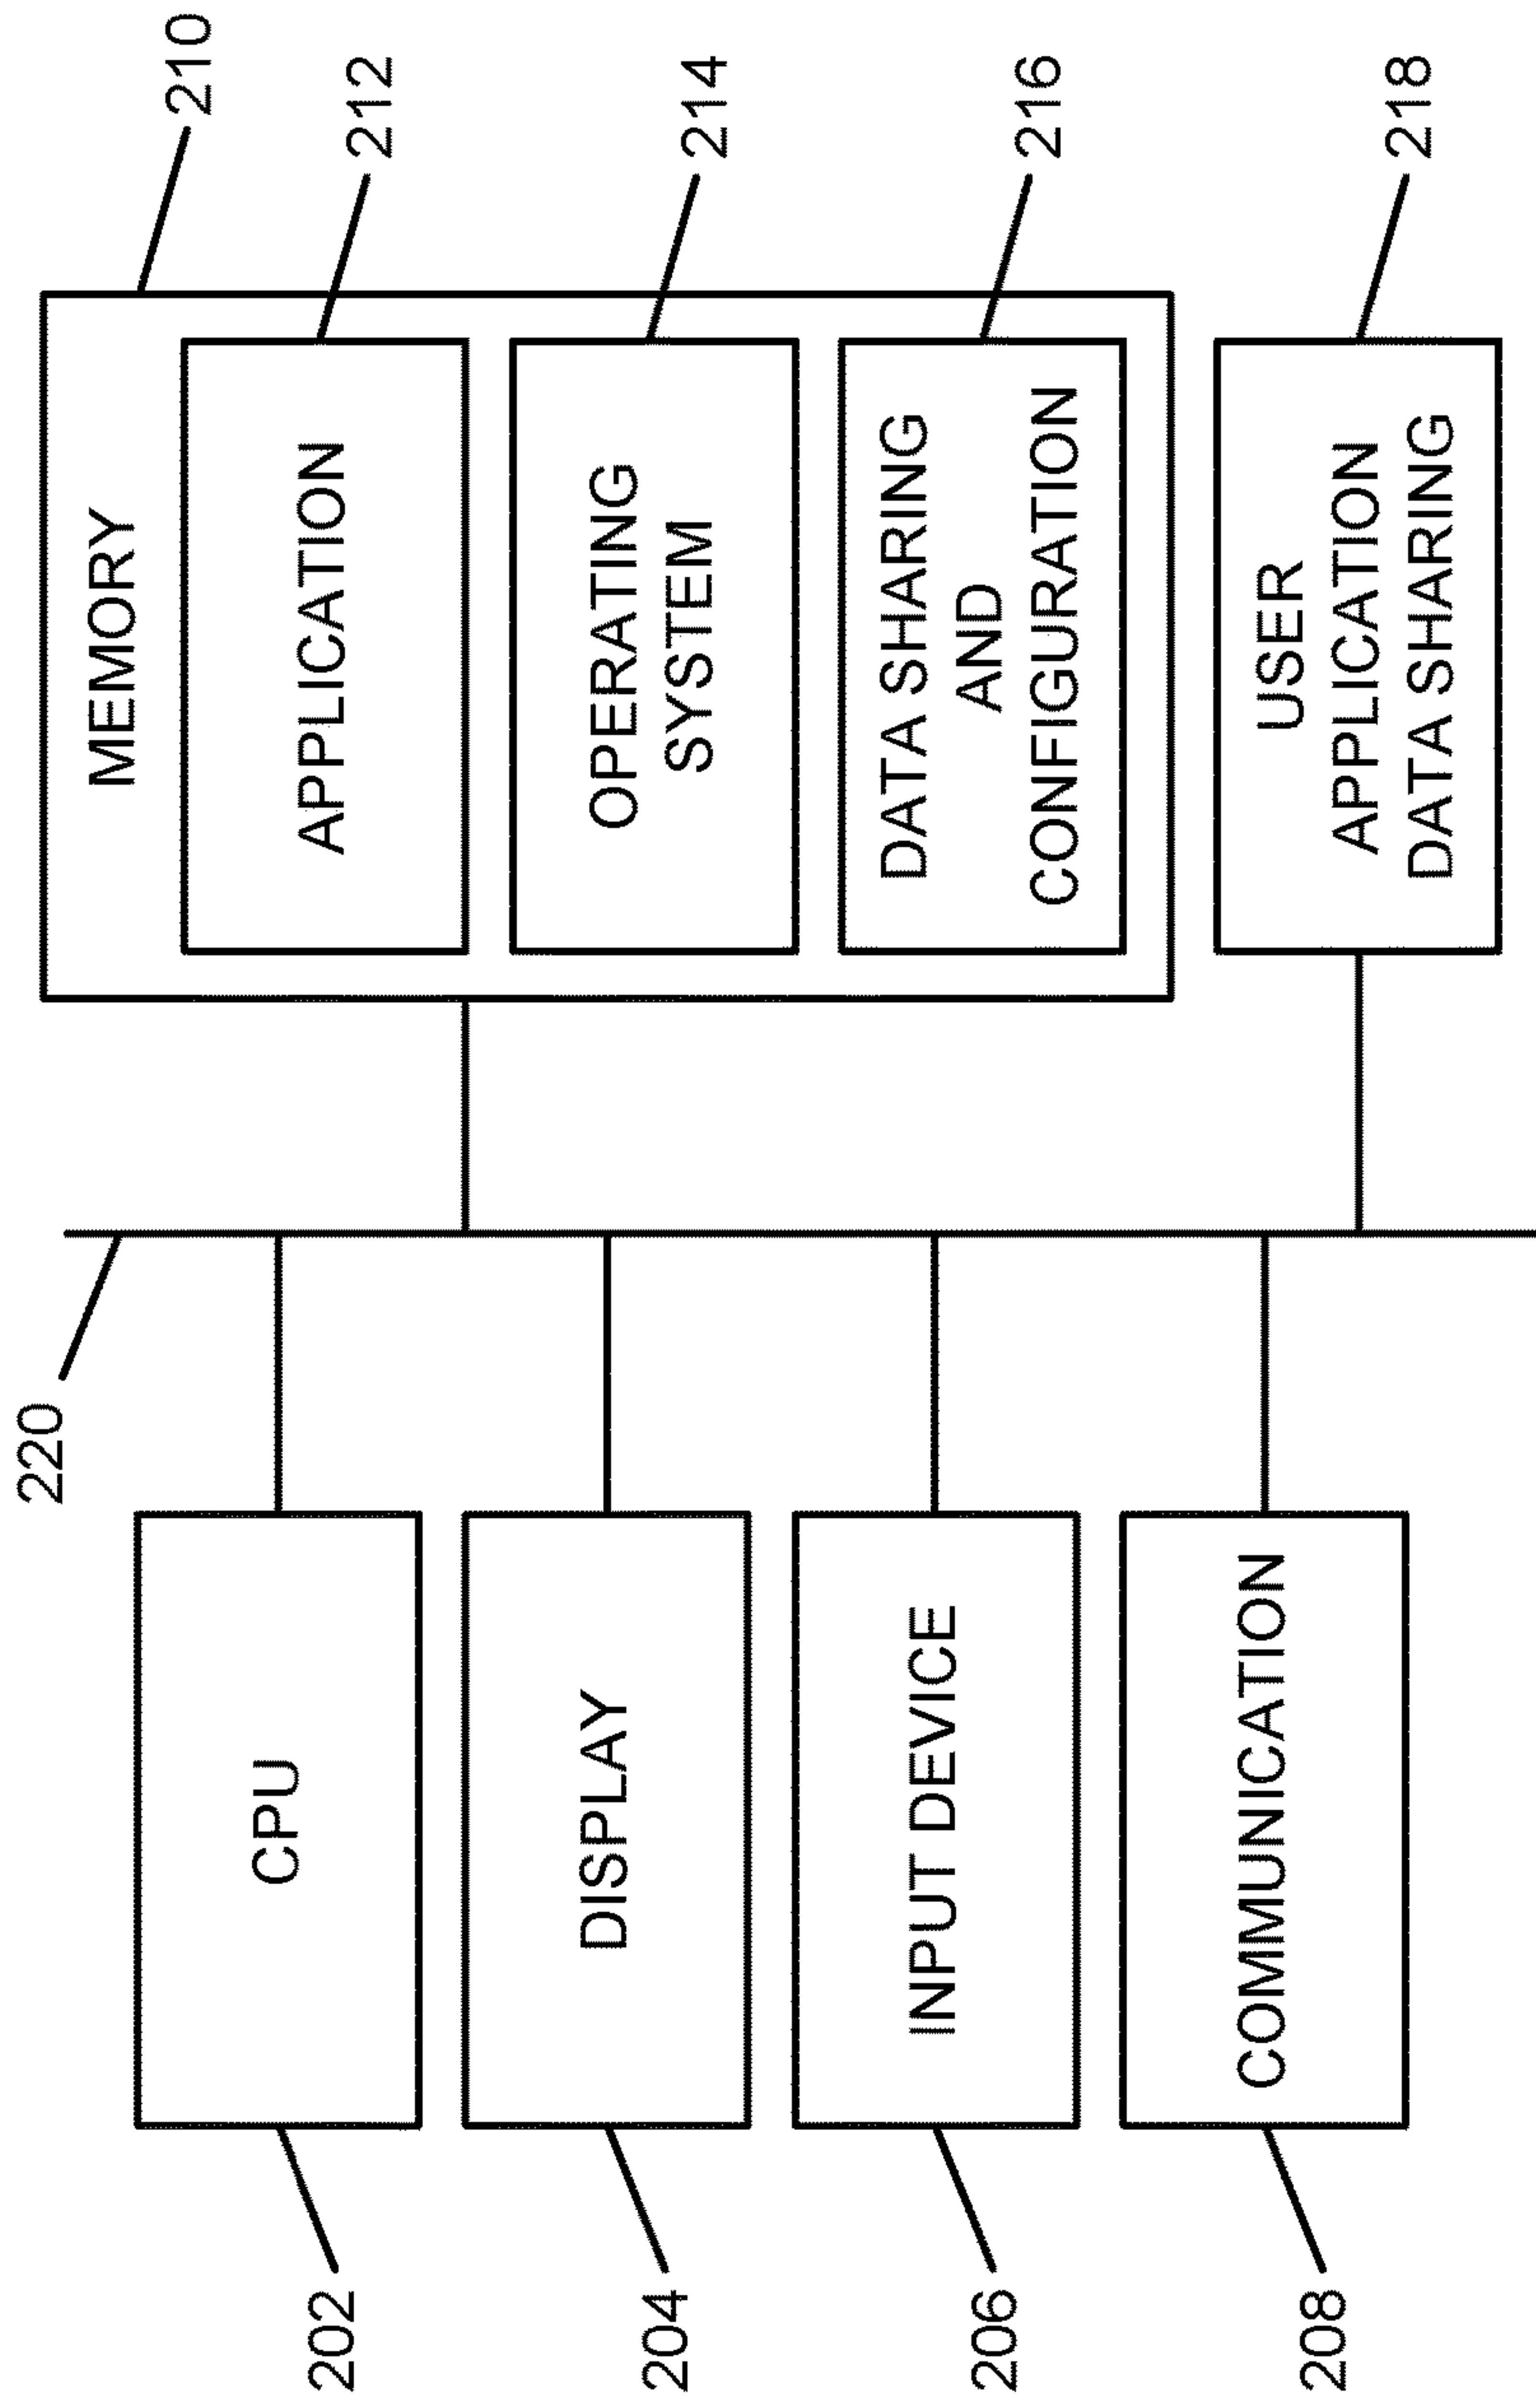 220
202
CPU
204
DISPLAY
206
INPUT DEVICE
208
COMMUNICATION
MEMORY
210
APPLICATION
212
OPERATING
SYSTEM
214
DATA SHARING
AND
CONFIGURATION
216
USER
APPLICATION
DATA SHARING
218